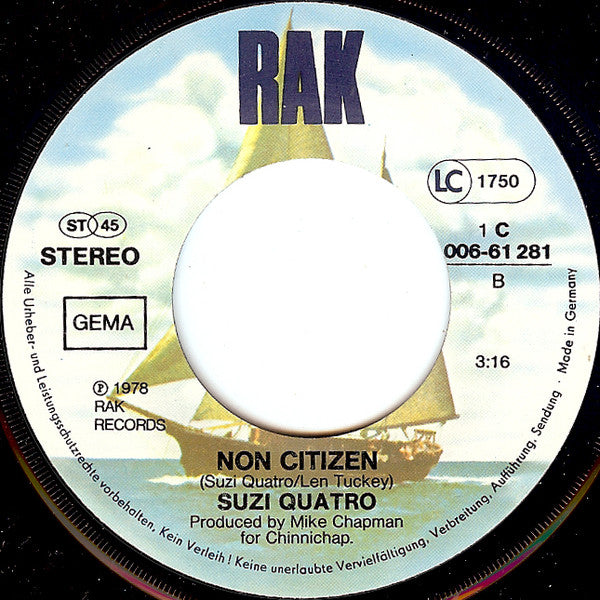 RAK
LC 1750
ST 45
STEREO
1 C
006-61 281
B
GEMA
3:16
Ⓟ 1978
RAK
RECORDS
NON CITIZEN
(Suzi Quatro/Len Tuckey)
SUZI QUATRO
Produced by Mike Chapman
for Chinnichap.
Alle Urheber- und Leistungsschutzrechte vorbehalten. Kein Verleih! Keine unerlaubte Vervielfältigung, Verbreitung, Aufführung, Sendung · Made in Germany